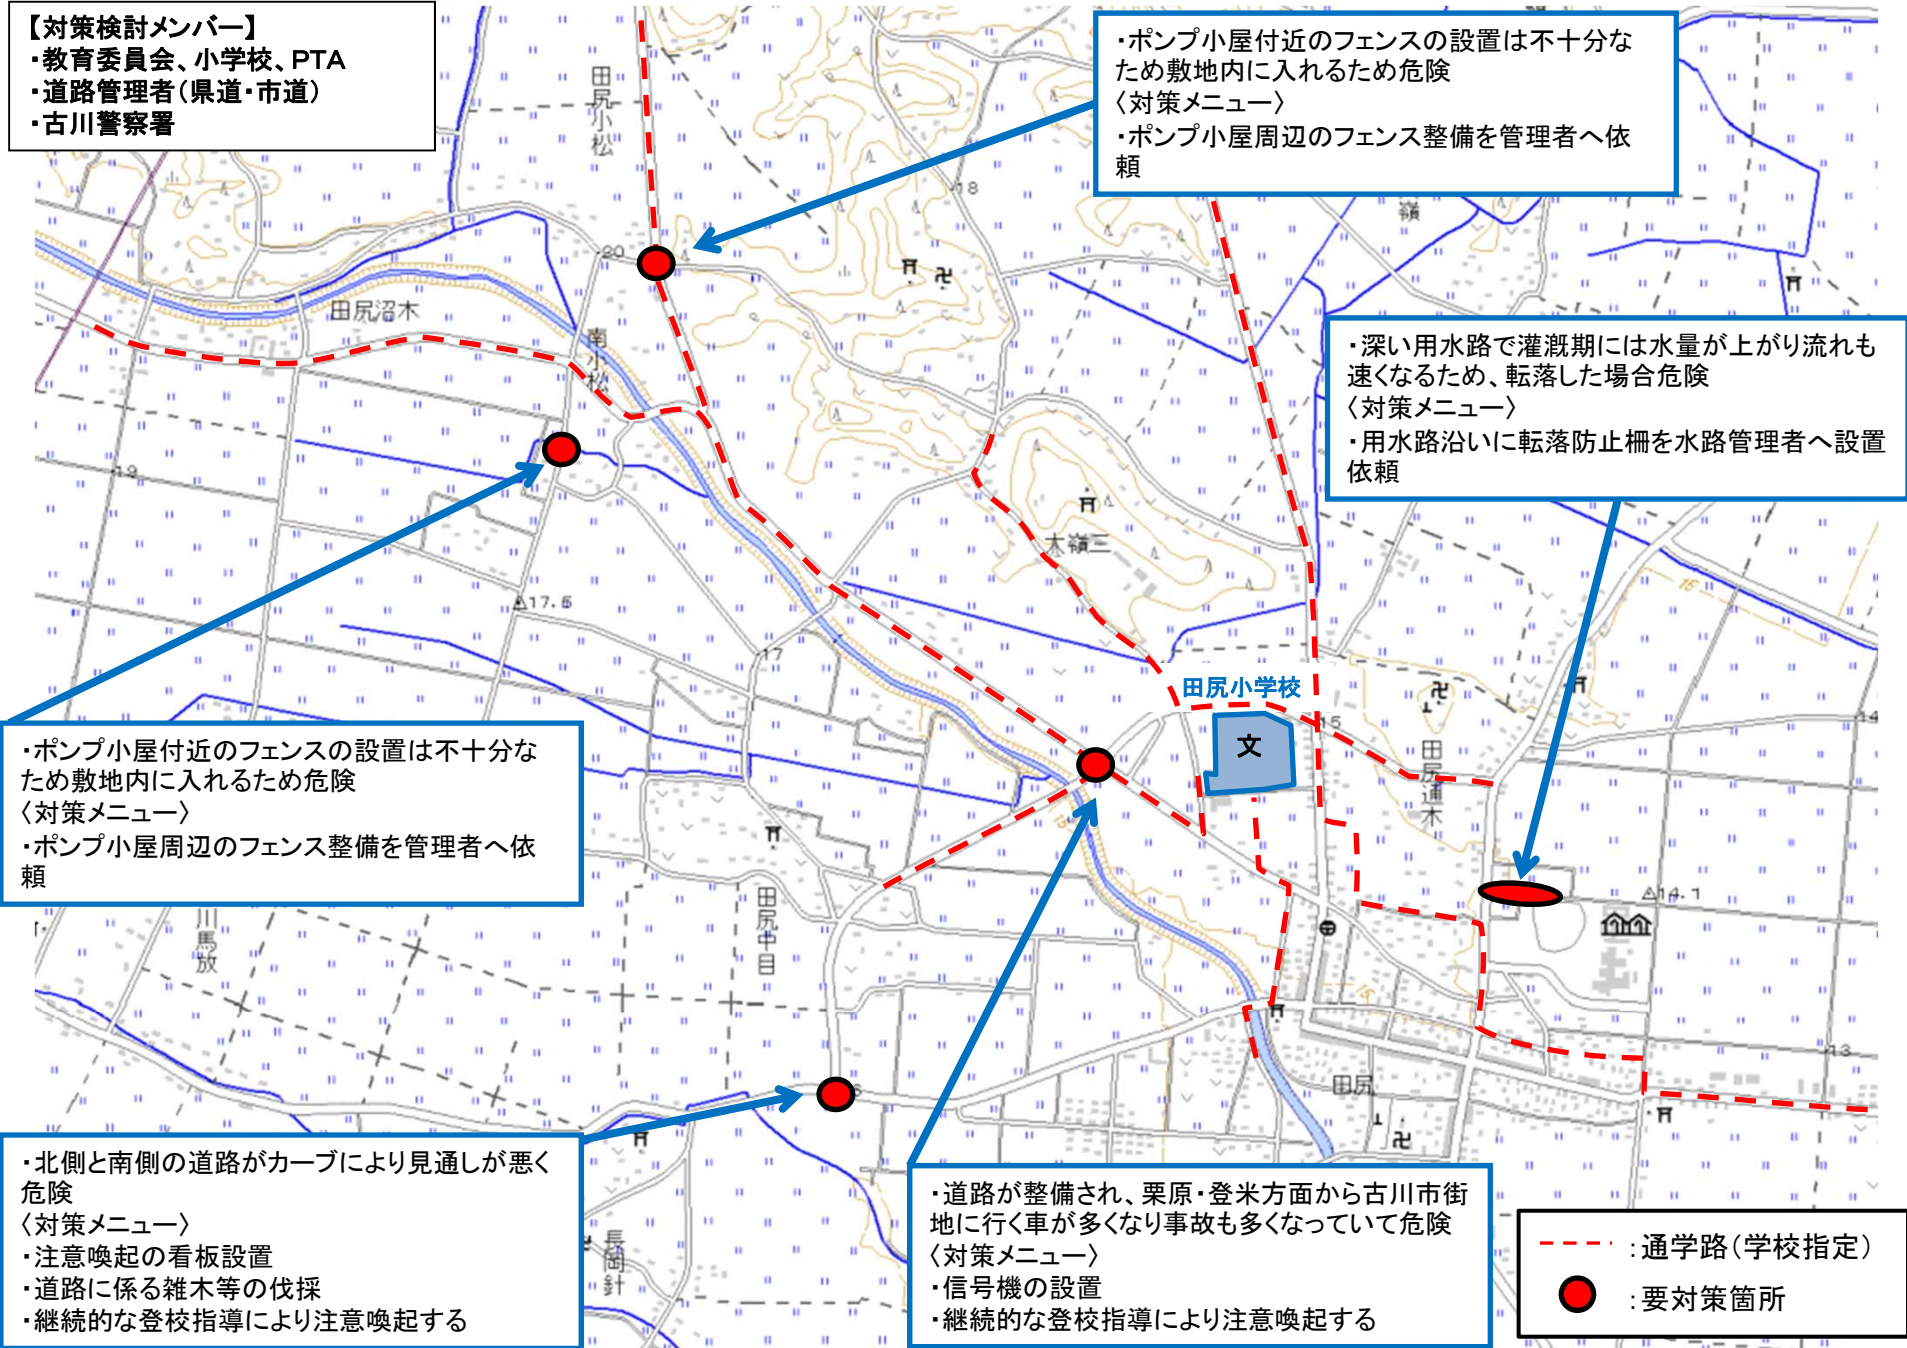 【対策検討メンバー】
・教育委員会、小学校、PTA
・道路管理者(県道・市道)
・古川警察署
・ポンプ小屋付近のフェンスの設置は不十分な
ため敷地内に入れるため危険
〈対策メニュー〉
・ポンプ小屋周辺のフェンス整備を管理者へ依
頼
田尻小松
18
嶺
20
田尻沼木
南小松
・深い用水路で灌漑期には水量が上がり流れも
速くなるため、転落した場合危険
〈対策メニュー〉
・用水路沿いに転落防止柵を水路管理者へ設置
依頼
19
大嶺三
17.6
15
17
田尻小学校
文
15
14
田尻通木
・ポンプ小屋付近のフェンスの設置は不十分な
ため敷地内に入れるため危険
〈対策メニュー〉
・ポンプ小屋周辺のフェンス整備を管理者へ依
頼
15
14.1
川馬放
田尻中目
15
13
田尻
・北側と南側の道路がカーブにより見通しが悪く
危険
〈対策メニュー〉
・注意喚起の看板設置
・道路に係る雑木等の伐採
・継続的な登校指導により注意喚起する
長岡針
・道路が整備され、栗原・登米方面から古川市街
地に行く車が多くなり事故も多くなっていて危険
〈対策メニュー〉
・信号機の設置
・継続的な登校指導により注意喚起する
:通学路(学校指定)
:要対策箇所